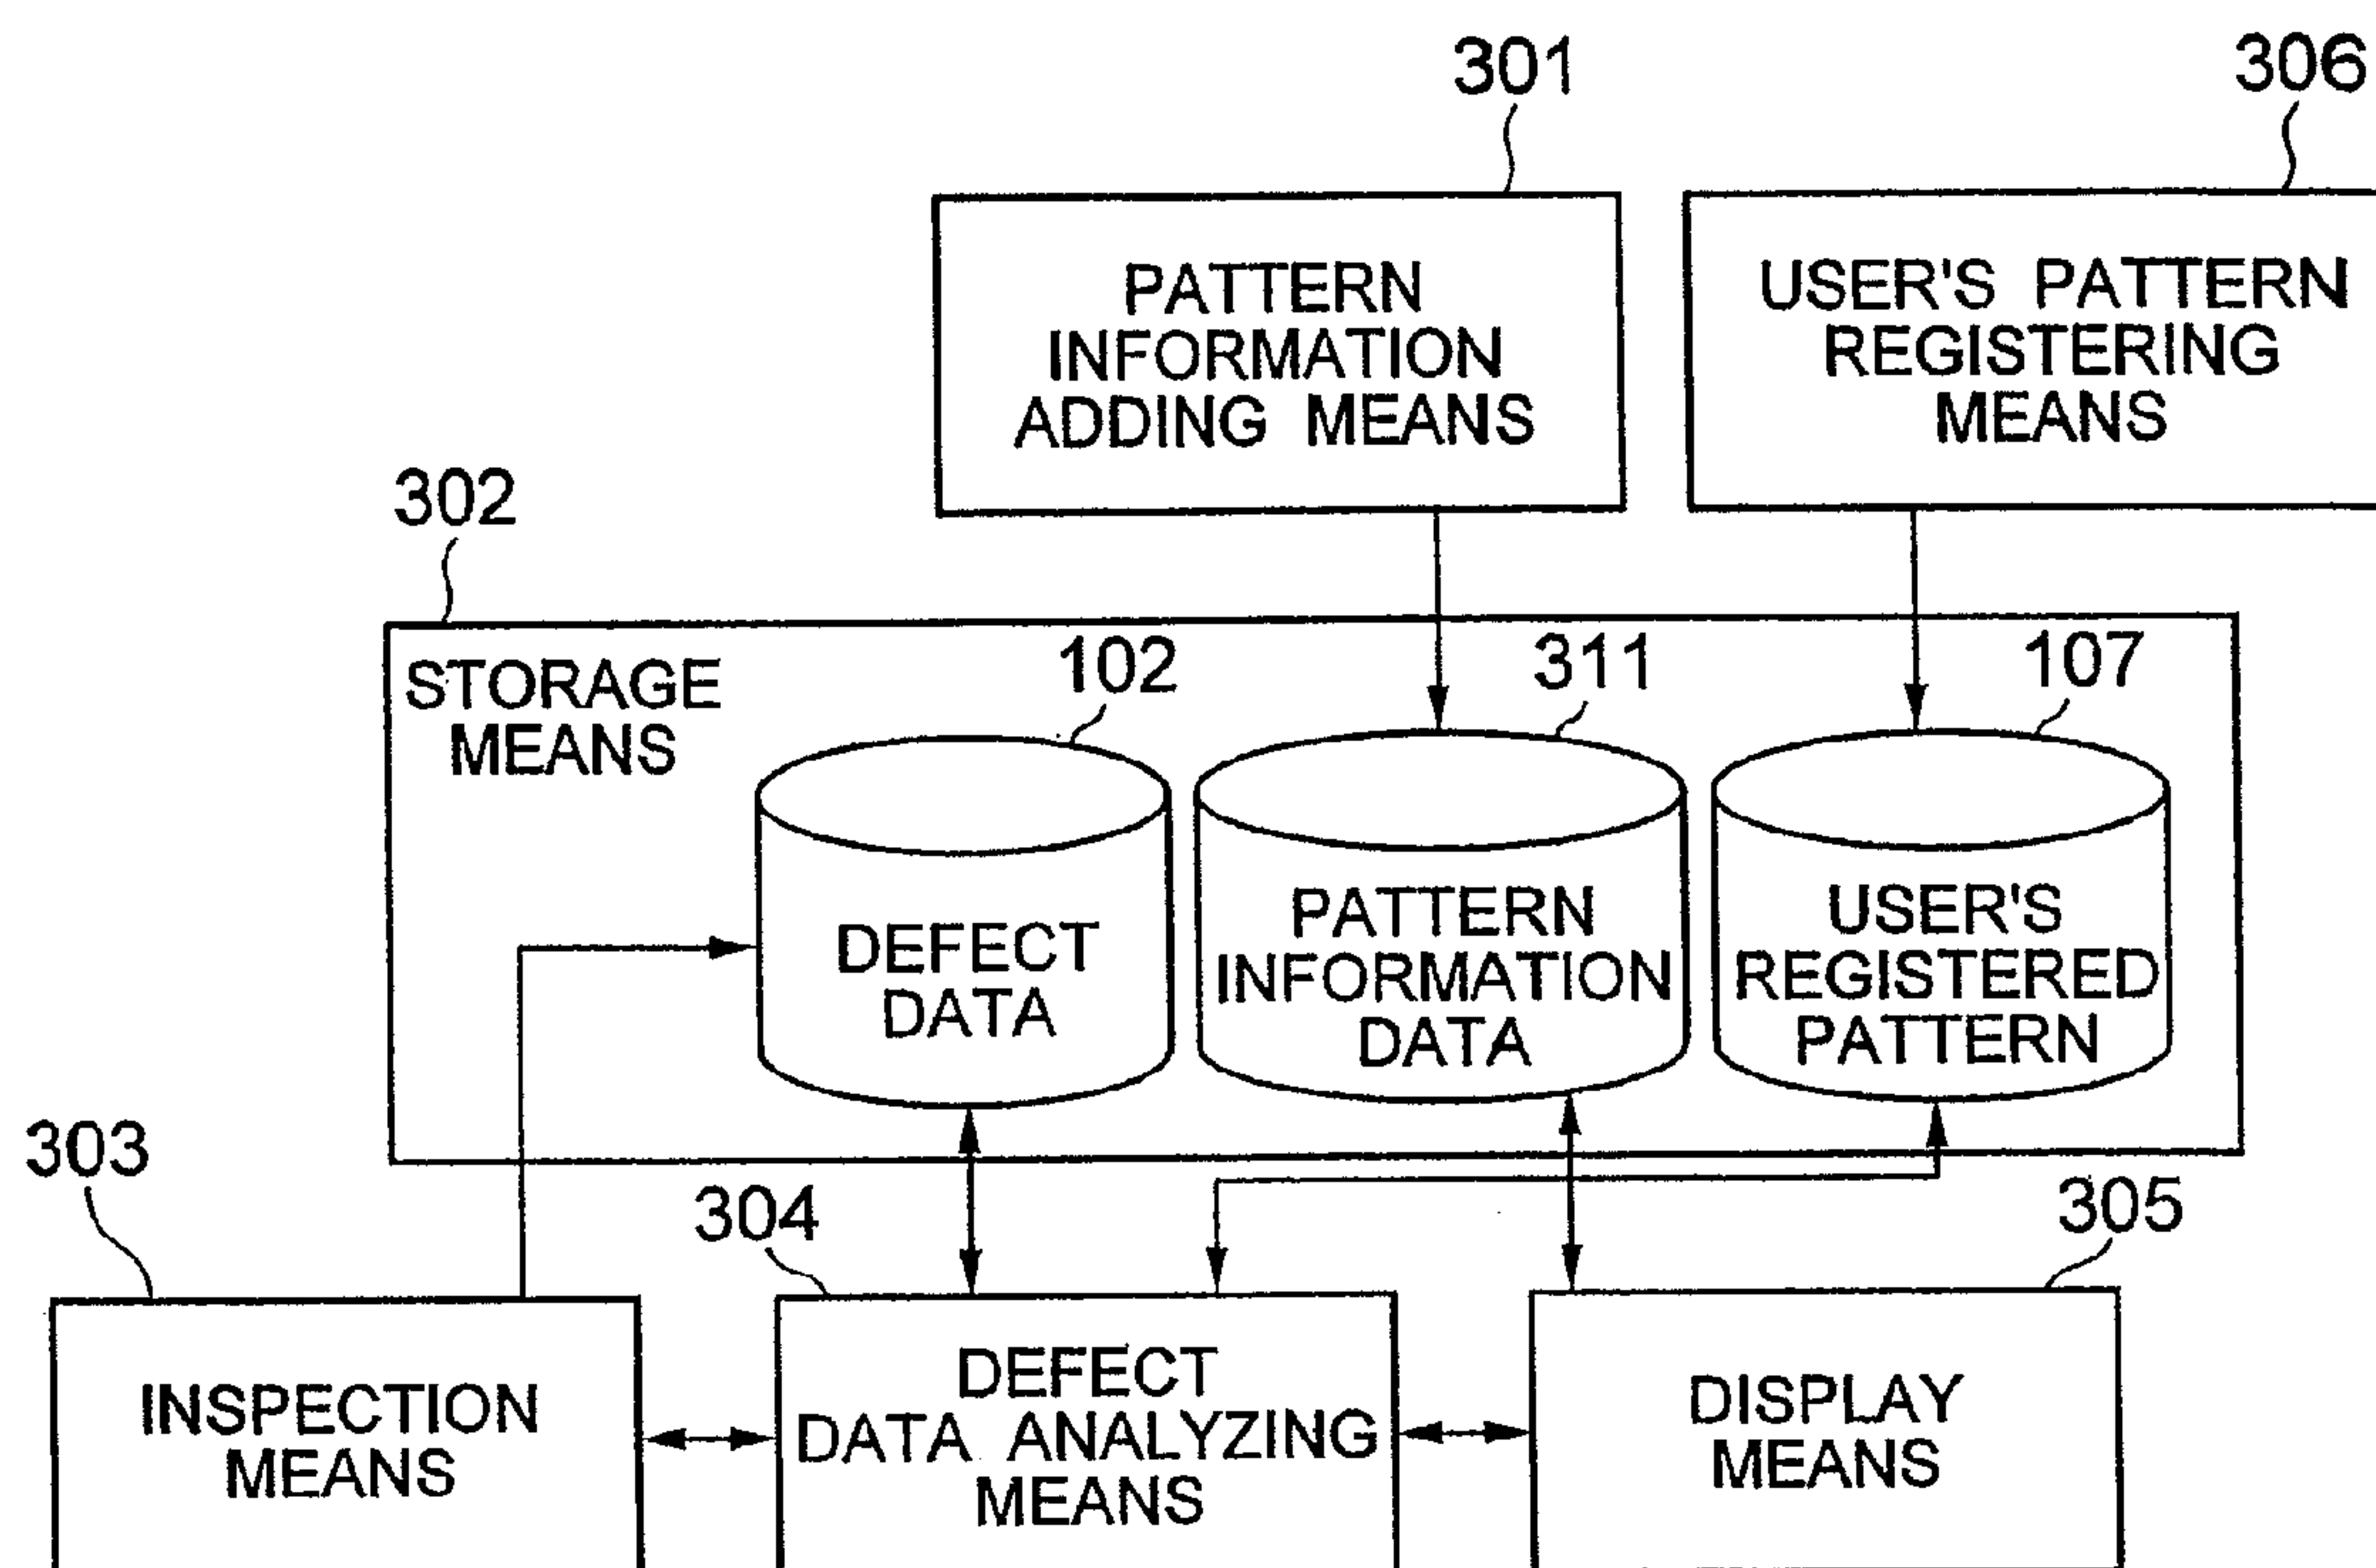 301
306
PATTERN
INFORMATION
ADDING MEANS
USER'S PATTERN
REGISTERING
MEANS
302
STORAGE
MEANS
102
311
107
DEFECT
DATA
PATTERN
INFORMATION
DATA
USER'S
REGISTERED
PATTERN
303
304
305
INSPECTION
MEANS
DEFECT
DATA ANALYZING
MEANS
DISPLAY
MEANS